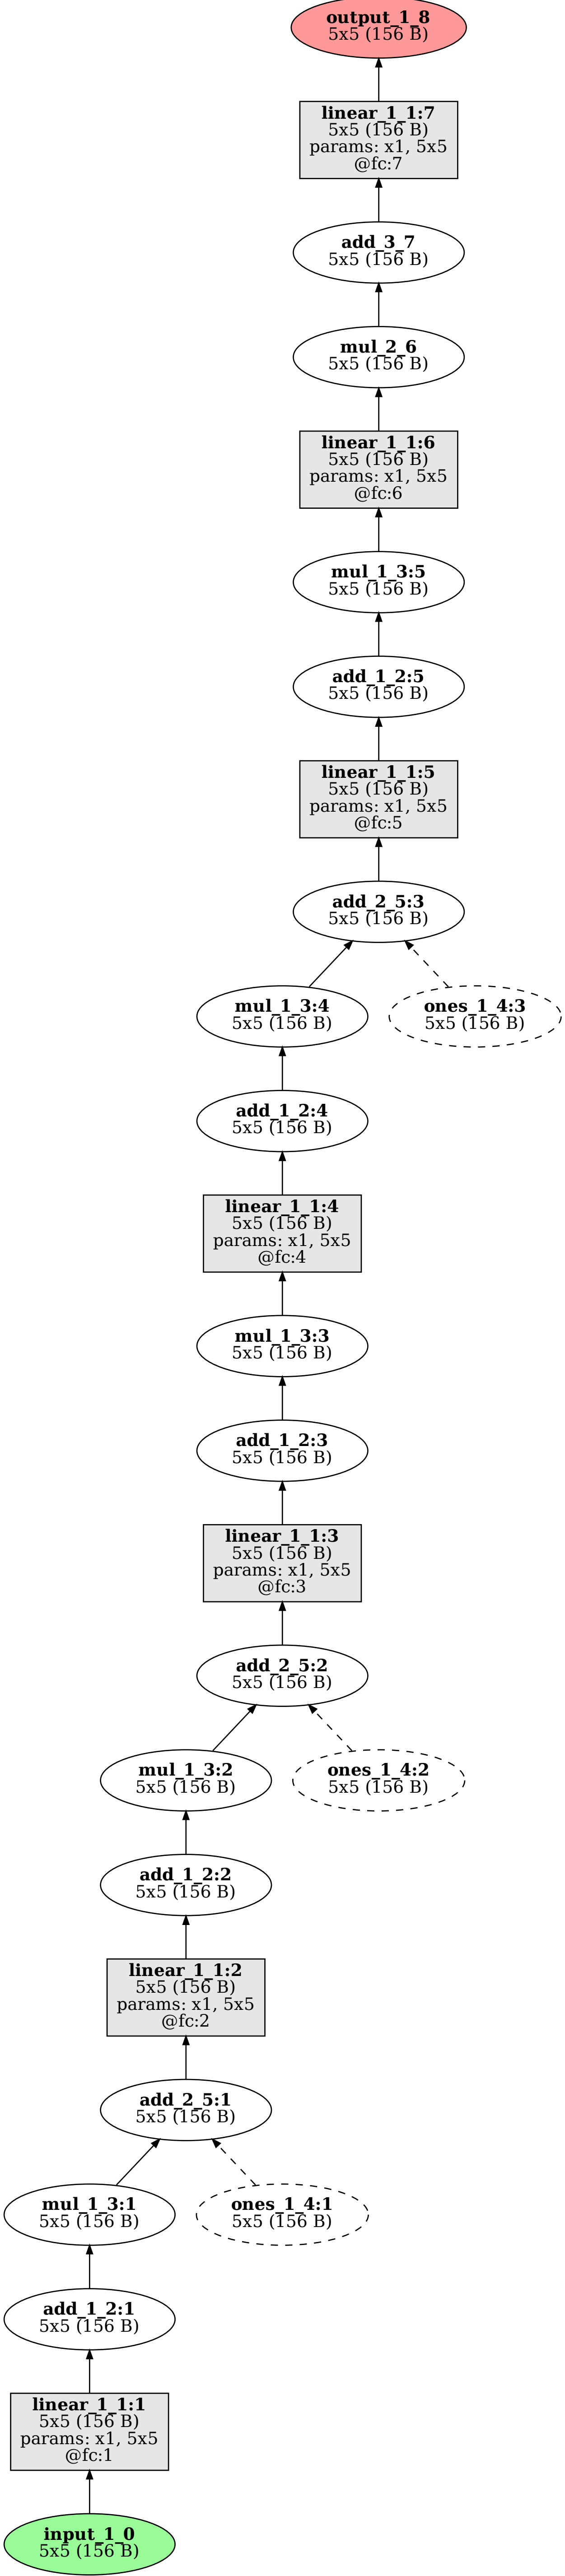 output_1_8
5x5 (156 B)
linear_1_1:7
5x5 (156 B)
params: x1, 5x5
@fc:7
add_3_7
5x5 (156 B)
mul_2_6
5x5 (156 B)
linear_1_1:6
5x5 (156 B)
params: x1, 5x5
@fc:6
mul_1_3:5
5x5 (156 B)
add_1_2:5
5x5 (156 B)
linear_1_1:5
5x5 (156 B)
params: x1, 5x5
@fc:5
add_2_5:3
5x5 (156 B)
mul_1_3:4
5x5 (156 B)
ones_1_4:3
5x5 (156 B)
add_1_2:4
5x5 (156 B)
linear_1_1:4
5x5 (156 B)
params: x1, 5x5
@fc:4
mul_1_3:3
5x5 (156 B)
add_1_2:3
5x5 (156 B)
linear_1_1:3
5x5 (156 B)
params: x1, 5x5
@fc:3
add_2_5:2
5x5 (156 B)
mul_1_3:2
5x5 (156 B)
ones_1_4:2
5x5 (156 B)
add_1_2:2
5x5 (156 B)
linear_1_1:2
5x5 (156 B)
params: x1, 5x5
@fc:2
add_2_5:1
5x5 (156 B)
mul_1_3:1
5x5 (156 B)
ones_1_4:1
5x5 (156 B)
add_1_2:1
5x5 (156 B)
linear_1_1:1
5x5 (156 B)
params: x1, 5x5
@fc:1
input_1_0
5x5 (156 B)